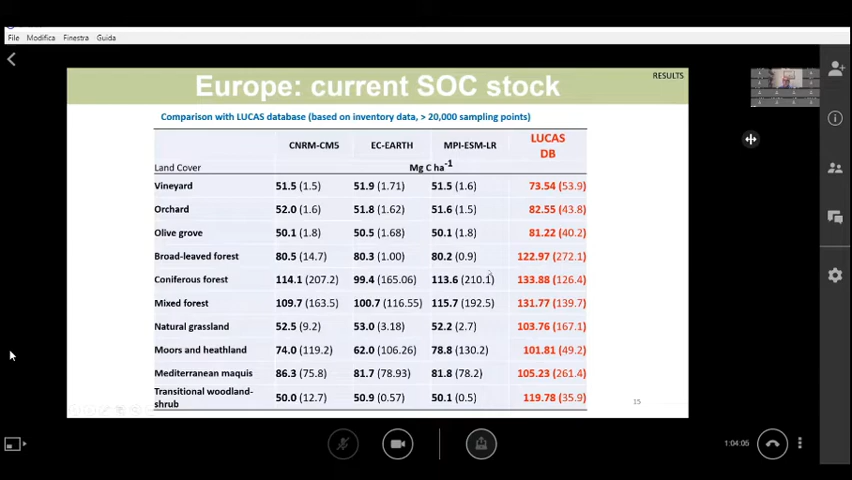 File Modifica Finestra Guida
RESULTS
Europe: current SOC stock
Comparison with LUCAS database (based on inventory data, > 20,000 sampling points)
CNRM-CM5 EC-EARTH MPI-ESM-LR LUCAS DB
Land Cover Mg C ha-1
Vineyard 51.5 (1.5) 51.9 (1.71) 51.5 (1.6) 73.54 (53.9)
Orchard 52.0 (1.6) 51.8 (1.62) 51.6 (1.5) 82.55 (43.8)
Olive grove 50.1 (1.8) 50.5 (1.68) 50.1 (1.8) 81.22 (40.2)
Broad-leaved forest 80.5 (14.7) 80.3 (1.00) 80.2 (0.9) 122.97 (272.1)
Coniferous forest 114.1 (207.2) 99.4 (165.06) 113.6 (210.1) 133.88 (126.4)
Mixed forest 109.7 (163.5) 100.7 (116.55) 115.7 (192.5) 131.77 (139.7)
Natural grassland 52.5 (9.2) 53.0 (3.18) 52.2 (2.7) 103.76 (167.1)
Moors and heathland 74.0 (119.2) 62.0 (106.26) 78.8 (130.2) 101.81 (49.2)
Mediterranean maquis 86.3 (75.8) 81.7 (78.93) 81.8 (78.2) 105.23 (261.4)
Transitional woodland-
shrub 50.0 (12.7) 50.9 (0.57) 50.1 (0.5) 119.78 (35.9)
15
1:04:05